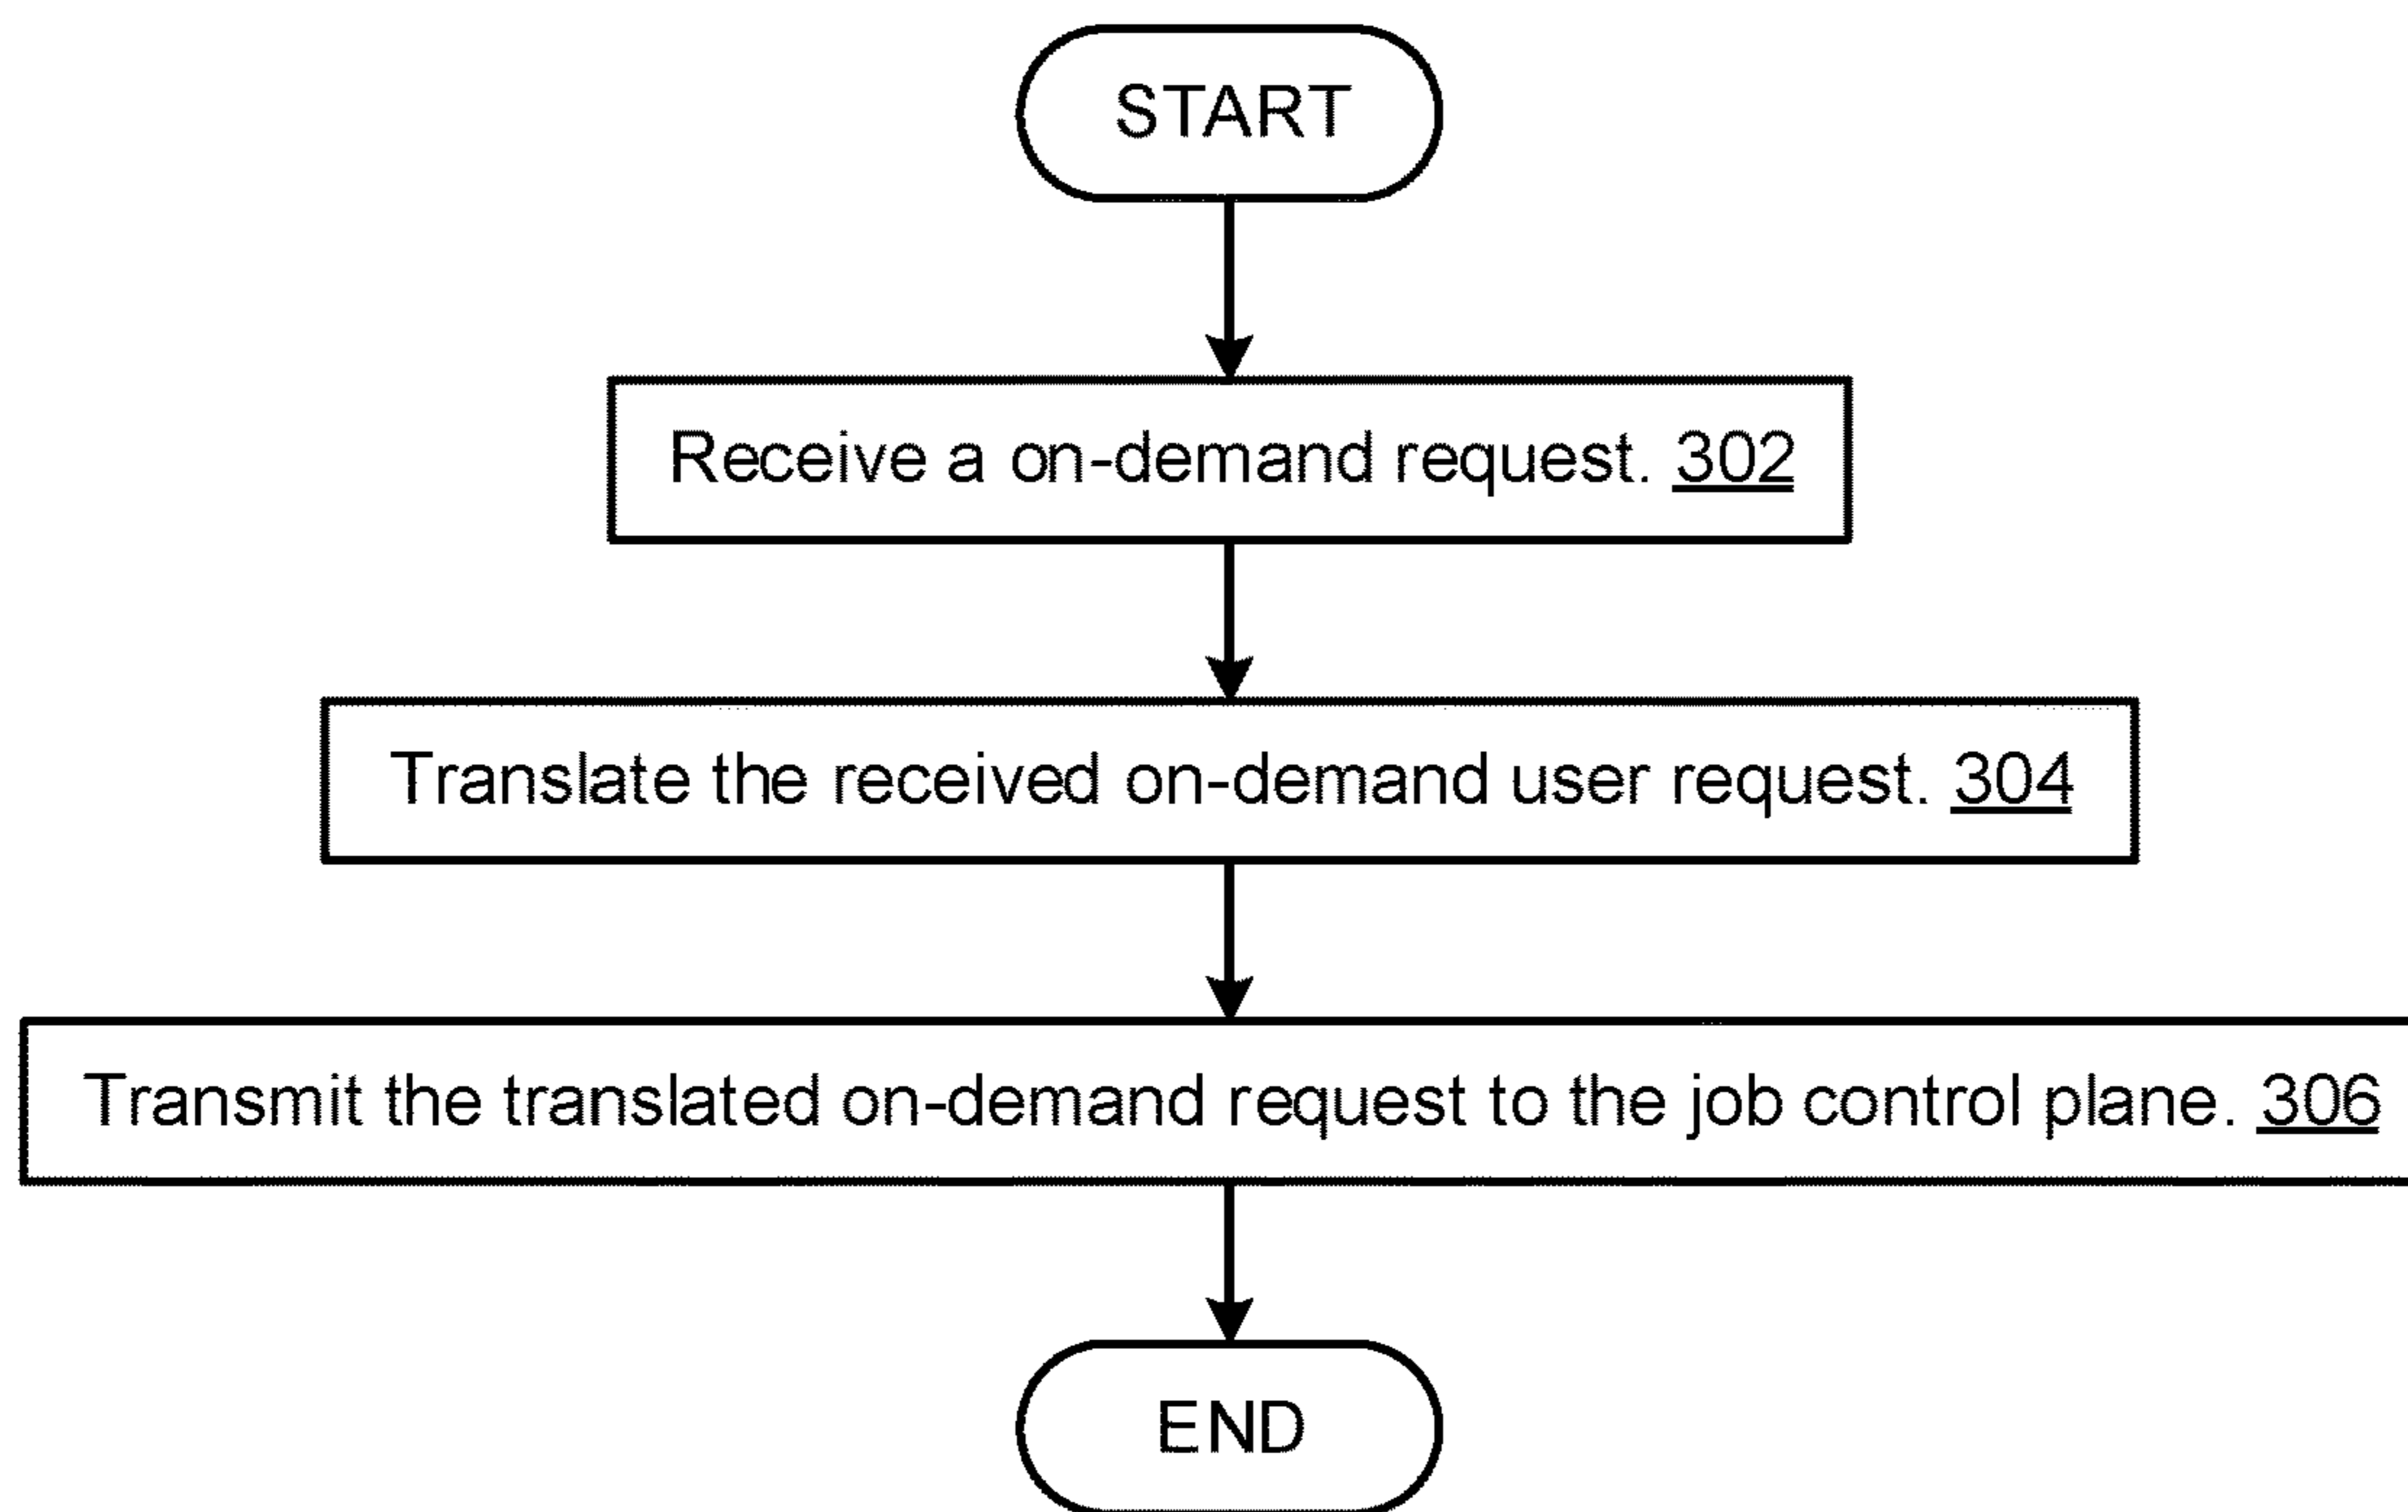 START
Receive a on-demand request. 302
Translate the received on-demand user request. 304
Transmit the translated on-demand request to the job control plane. 306
END